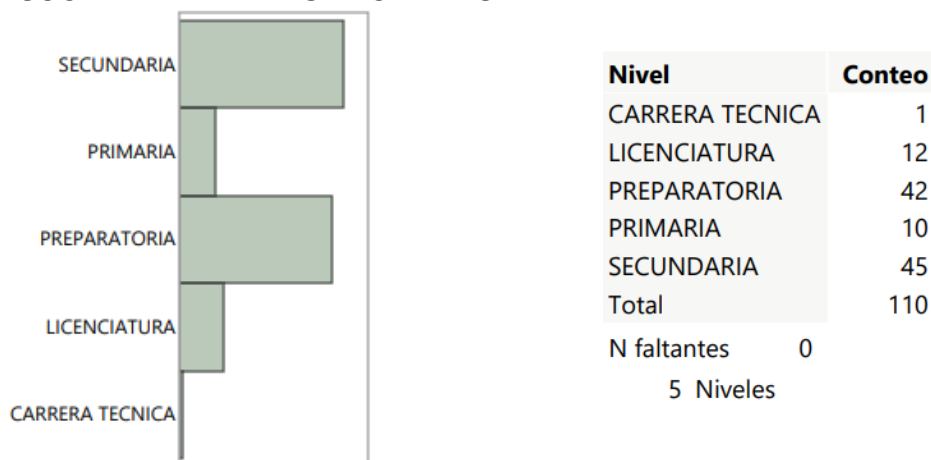 SECUNDARIA
PRIMARIA
PREPARATORIA
LICENCIATURA
CARRERA TECNICA
Nivel Conteo
CARRERA TECNICA 1
LICENCIATURA 12
PREPARATORIA 42
PRIMARIA 10
SECUNDARIA 45
Total 110
N faltantes 0
5 Niveles